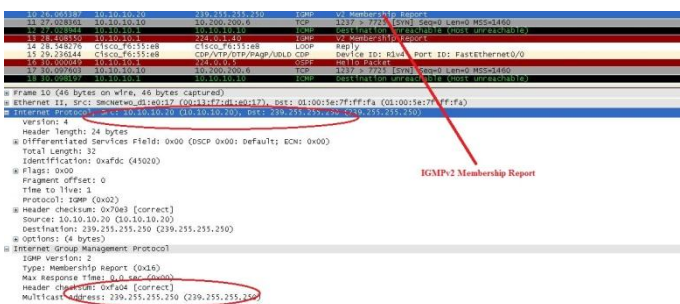 10 26.065387 10.10.10.20 239.255.255.250 IGMP V2 Membership Report
11 27.028361 10.10.10.10 10.200.200.6 TCP 1237 > 7725 [SYN] Seq=0 Len=0 MSS=1460
12 27.028944 10.10.10.1 10.10.10.10 ICMP Destination unreachable (Host unreachable)
13 28.408550 10.10.10.1 224.0.1.40 IGMP V2 Membership Report
14 28.548276 Cisco_f6:55:e8 Cisco_f6:55:e8 LOOP Reply
15 29.236144 Cisco_f6:55:e8 CDP/VTP/DTP/PAgP/UDLD CDP Device ID: R1v4 Port ID: FastEthernet0/0
16 30.000049 10.10.10.1 224.0.0.5 OSPF Hello Packet
17 30.097603 10.10.10.10 10.200.200.6 TCP 1237 > 7725 [SYN] Seq=0 Len=0 MSS=1460
18 30.098197 10.10.10.1 10.10.10.10 ICMP Destination unreachable (Host unreachable)
Frame 10 (46 bytes on wire, 46 bytes captured)
Ethernet II, Src: SmcNetwo_d1:e0:17 (00:13:f7:d1:e0:17), Dst: 01:00:5e:7f:ff:fa (01:00:5e:7f:ff:fa)
Internet Protocol, Src: 10.10.10.20 (10.10.10.20), Dst: 239.255.255.250 (239.255.255.250)
Version: 4
Header length: 24 bytes
Differentiated Services Field: 0x00 (DSCP 0x00: Default; ECN: 0x00)
Total Length: 32
Identification: 0xafdc (45020)
Flags: 0x00
Fragment offset: 0
Time to live: 1
Protocol: IGMP (0x02)
Header checksum: 0x70e3 [correct]
Source: 10.10.10.20 (10.10.10.20)
Destination: 239.255.255.250 (239.255.255.250)
Options: (4 bytes)
Internet Group Management Protocol
IGMP Version: 2
Type: Membership Report (0x16)
Max Response Time: 0.0 sec (0x00)
Header checksum: 0xfa04 [correct]
Multicast Address: 239.255.255.250 (239.255.255.250)
IGMPv2 Membership Report